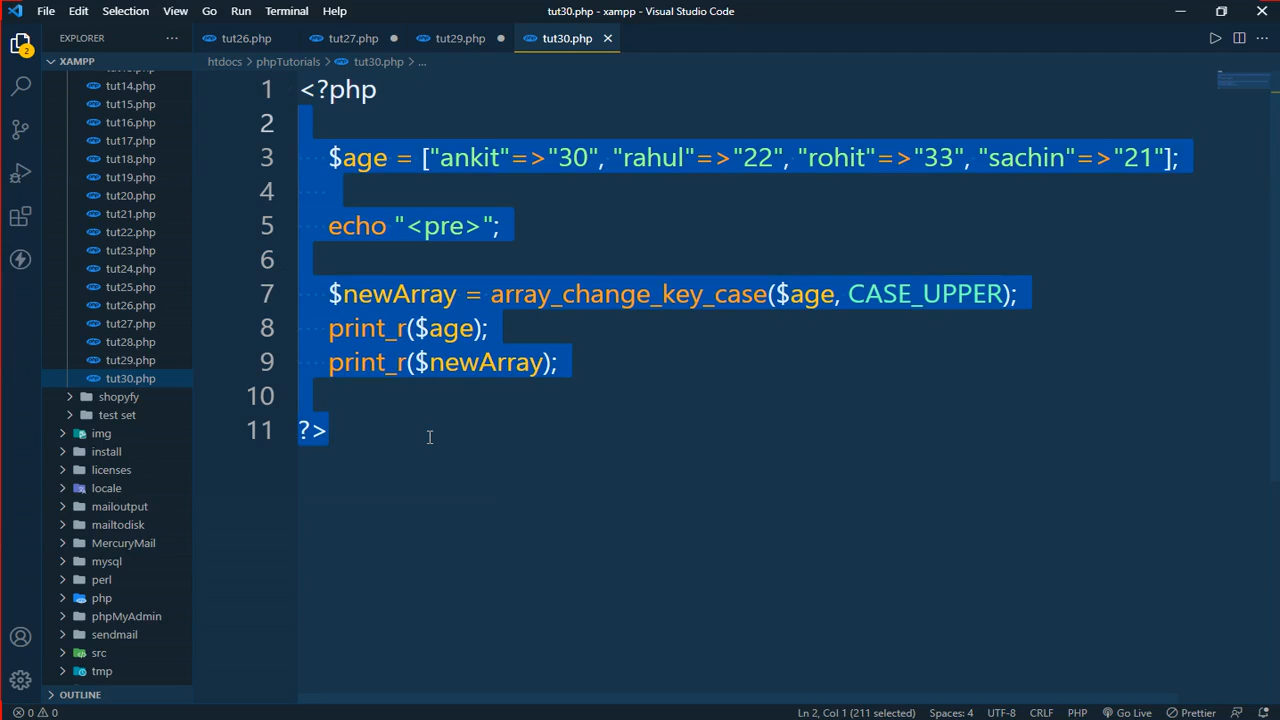 File Edit Selection View Go Run Terminal Help
tut30.php - xampp - Visual Studio Code
EXPLORER ···
tut26.php tut27.php tut29.php tut30.php
XAMPP
htdocs > phpTutorials > tut30.php > ...
2
tut14.php
tut15.php
tut16.php
tut17.php
tut18.php
tut19.php
tut20.php
tut21.php
tut22.php
tut23.php
tut24.php
tut25.php
tut26.php
tut27.php
tut28.php
tut29.php
tut30.php
shopyfy
test set
img
install
licenses
locale
mailoutput
mailtodisk
MercuryMail
mysql
perl
php
phpMyAdmin
sendmail
src
tmp
OUTLINE
1 <?php
2
3 $age = ["ankit"=>"30", "rahul"=>"22", "rohit"=>"33", "sachin"=>"21"];
4
5 echo "<pre>";
6
7 $newArray = array_change_key_case($age, CASE_UPPER);
8 print_r($age);
9 print_r($newArray);
10
11 ?>
0 0 Ln 2, Col 1 (211 selected) Spaces: 4 UTF-8 CRLF PHP Go Live Prettier